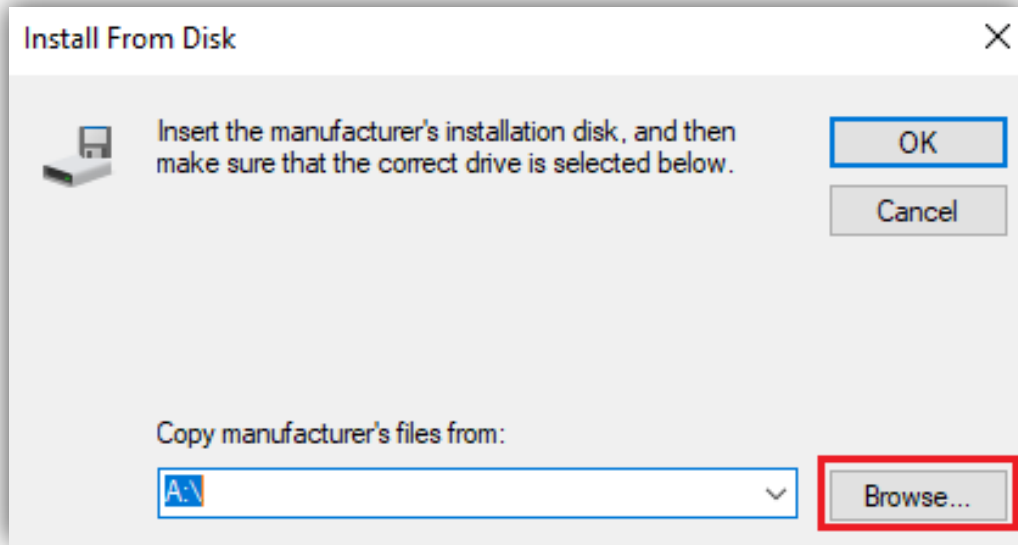 Install From Disk
Insert the manufacturer's installation disk, and then
make sure that the correct drive is selected below.
OK
Cancel
Copy manufacturer's files from:
A:\
Browse...